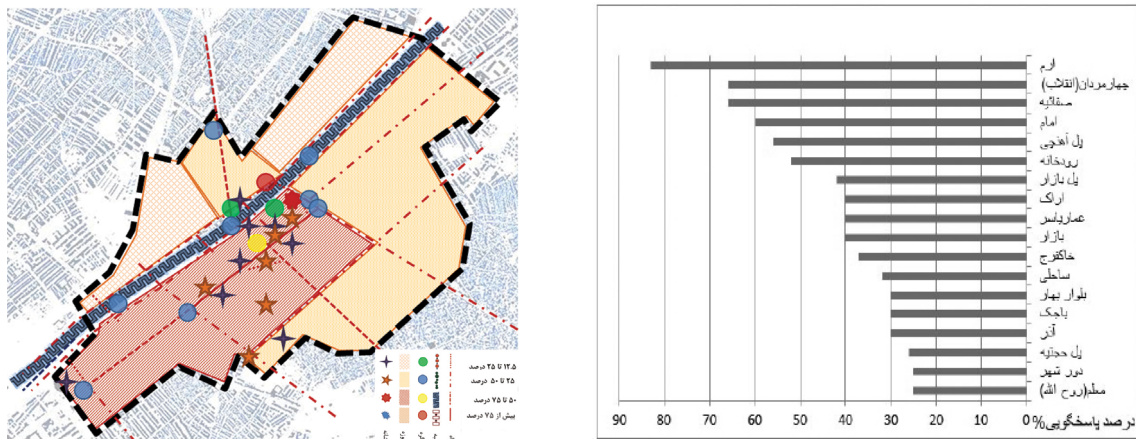 ۱۲.۵ تا ۲۵ درصد
۲۵ تا ۵۰ درصد
۵۰ تا ۷۵ درصد
بیش از ۷۵ درصد
ارم
چهارمردان(انقلاب)
صفائیه
امام
پل آهنچی
رودخانه
پل بازار
اراک
عماریاسر
بازار
خاکفرج
ساحلی
بلوار بهار
باجک
آذر
پل حجتیه
دور شهر
معلم(روح الله)
90 80 70 60 50 40 30 20 10 0
درصد پاسخگویی%